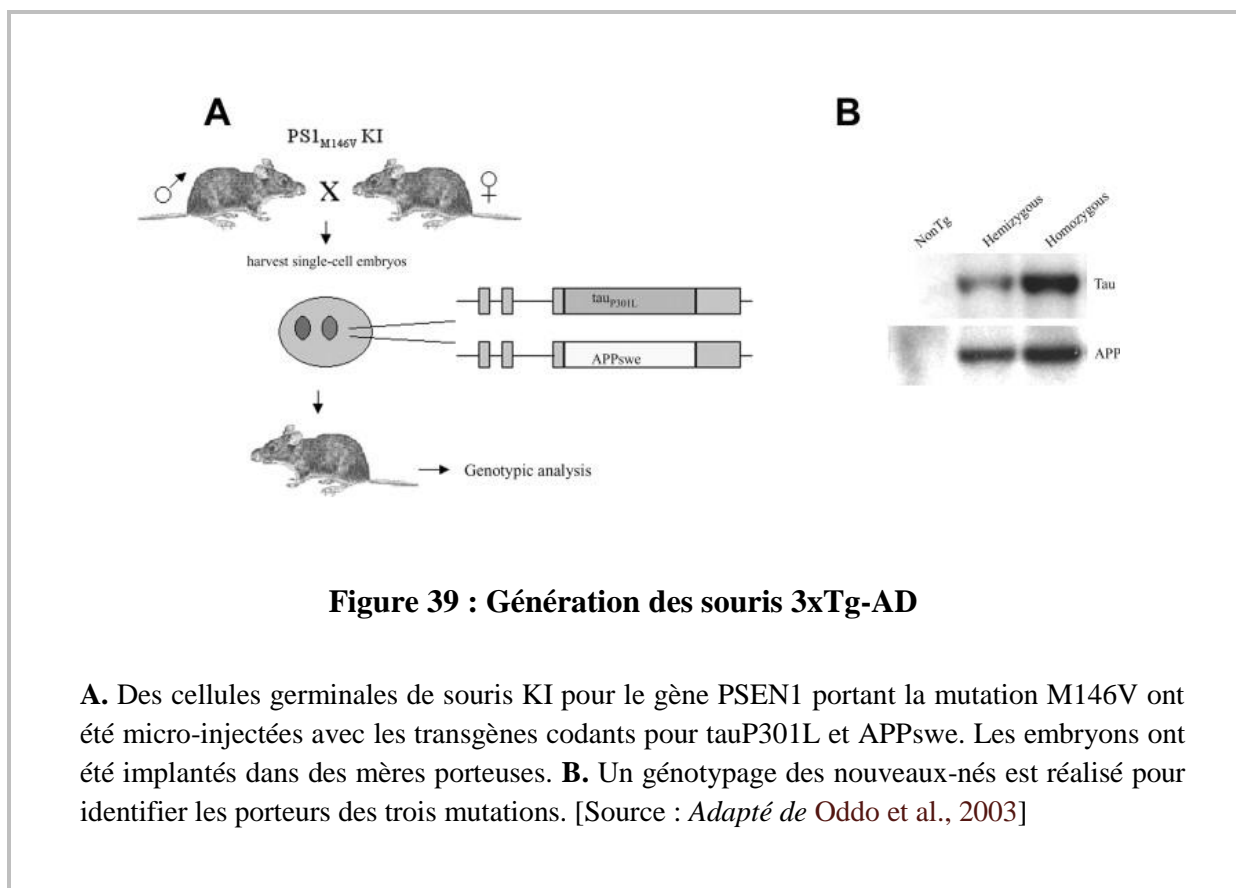 A
PS1M146V KI
♂ X ♀
harvest single-cell embryos
tauP301L
APPswe
Genotypic analysis
B
NonTg
Hemizygous
Homozygous
Tau
APP
Figure 39 : Génération des souris 3xTg-AD
A. Des cellules germinales de souris KI pour le gène PSEN1 portant la mutation M146V ont
été micro-injectées avec les transgènes codants pour tauP301L et APPswe. Les embryons ont
été implantés dans des mères porteuses. B. Un génotypage des nouveaux-nés est réalisé pour
identifier les porteurs des trois mutations. [Source : Adapté de Oddo et al., 2003]